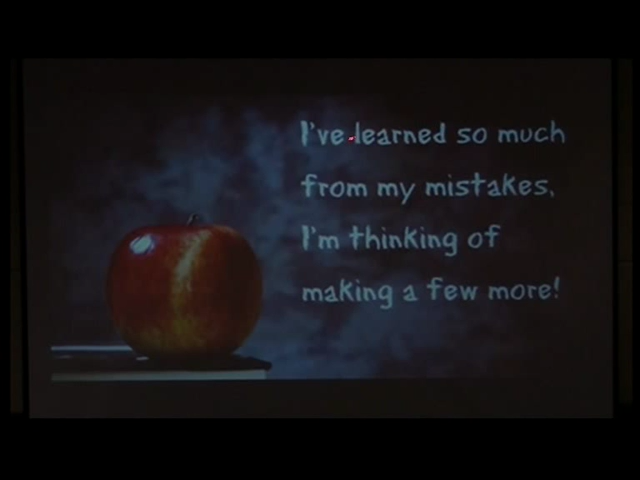 I've learned so much
from my mistakes,
I'm thinking of
making a few more!